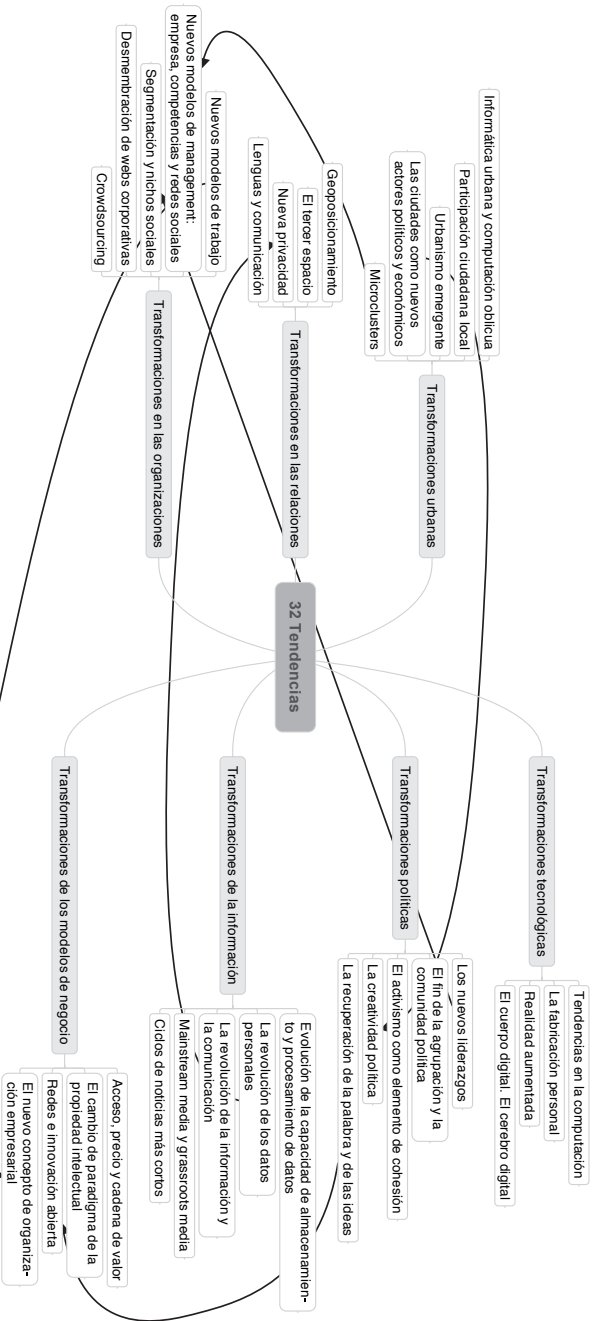 32 Tendencias
Transformaciones urbanas
Informática urbana y computación oblicua
Participación ciudadana local
Urbanismo emergente
Las ciudades como nuevos
actores políticos y económicos
Microclusters
Transformaciones en las relaciones
Geoposicionamiento
El tercer espacio
Nueva privacidad
Lenguas y comunicación
Transformaciones en las organizaciones
Nuevos modelos de trabajo
Nuevos modelos de management:
empresa, competencias y redes sociales
Segmentación y nichos sociales
Desmembración de webs corporativas
Crowdsourcing
Transformaciones tecnológicas
Tendencias en la computación
La fabricación personal
Realidad aumentada
El cuerpo digital. El cerebro digital
Transformaciones políticas
Los nuevos liderazgos
El fin de la agrupación y la
comunidad política
El activismo como elemento de cohesión
La creatividad política
La recuperación de la palabra y de las ideas
Transformaciones de la información
Evolución de la capacidad de almacenamien-
to y procesamiento de datos
La revolución de los datos
personales
La revolución de la información y
la comunicación
Mainstream media y grassroots media
Ciclos de noticias más cortos
Transformaciones de los modelos de negocio
Acceso, precio y cadena de valor
El cambio de paradigma de la
propiedad intelectual
Redes e innovación abierta
El nuevo concepto de organiza-
ción empresarial